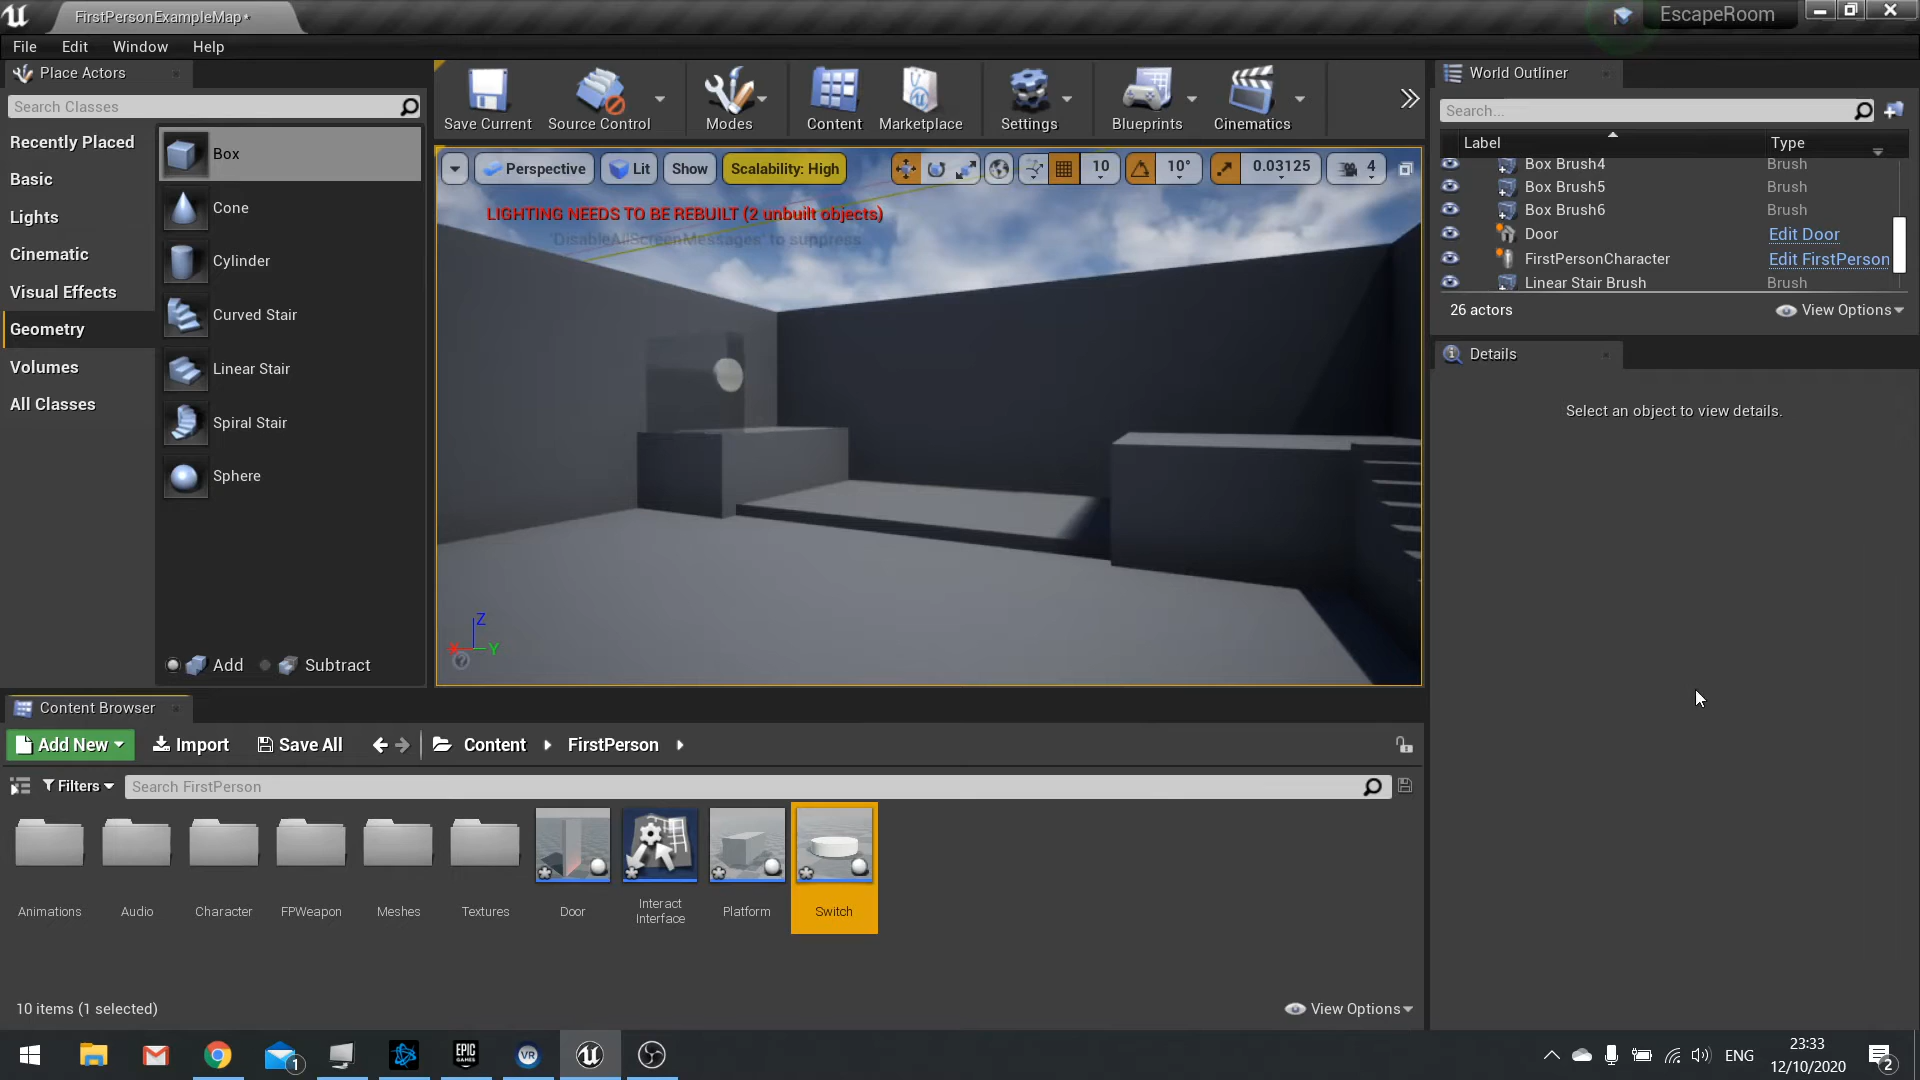 FirstPersonExampleMap*
EscapeRoom
File Edit Window Help
Place Actors
Search Classes
Recently Placed
Basic
Lights
Cinematic
Visual Effects
Geometry
Volumes
All Classes
Box
Cone
Cylinder
Curved Stair
Linear Stair
Spiral Stair
Sphere
Add Subtract
Save Current Source Control Modes Content Marketplace Settings Blueprints Cinematics
Perspective Lit Show Scalability: High 10 10° 0.03125 4
LIGHTING NEEDS TO BE REBUILT (2 unbuilt objects)
'DisableAllScreenMessages' to suppress
Z
X Y
World Outliner
Search...
Label Type
Box Brush4 Brush
Box Brush5 Brush
Box Brush6 Brush
Door Edit Door
FirstPersonCharacter Edit FirstPerson
Linear Stair Brush Brush
26 actors View Options
Details
Select an object to view details.
Content Browser
Add New Import Save All Content FirstPerson
Filters Search FirstPerson
Animations Audio Character FPWeapon Meshes Textures Door Interact Interface Platform Switch
10 items (1 selected) View Options
1
EPIC GAMES
VR
ENG
23:33
12/10/2020
2